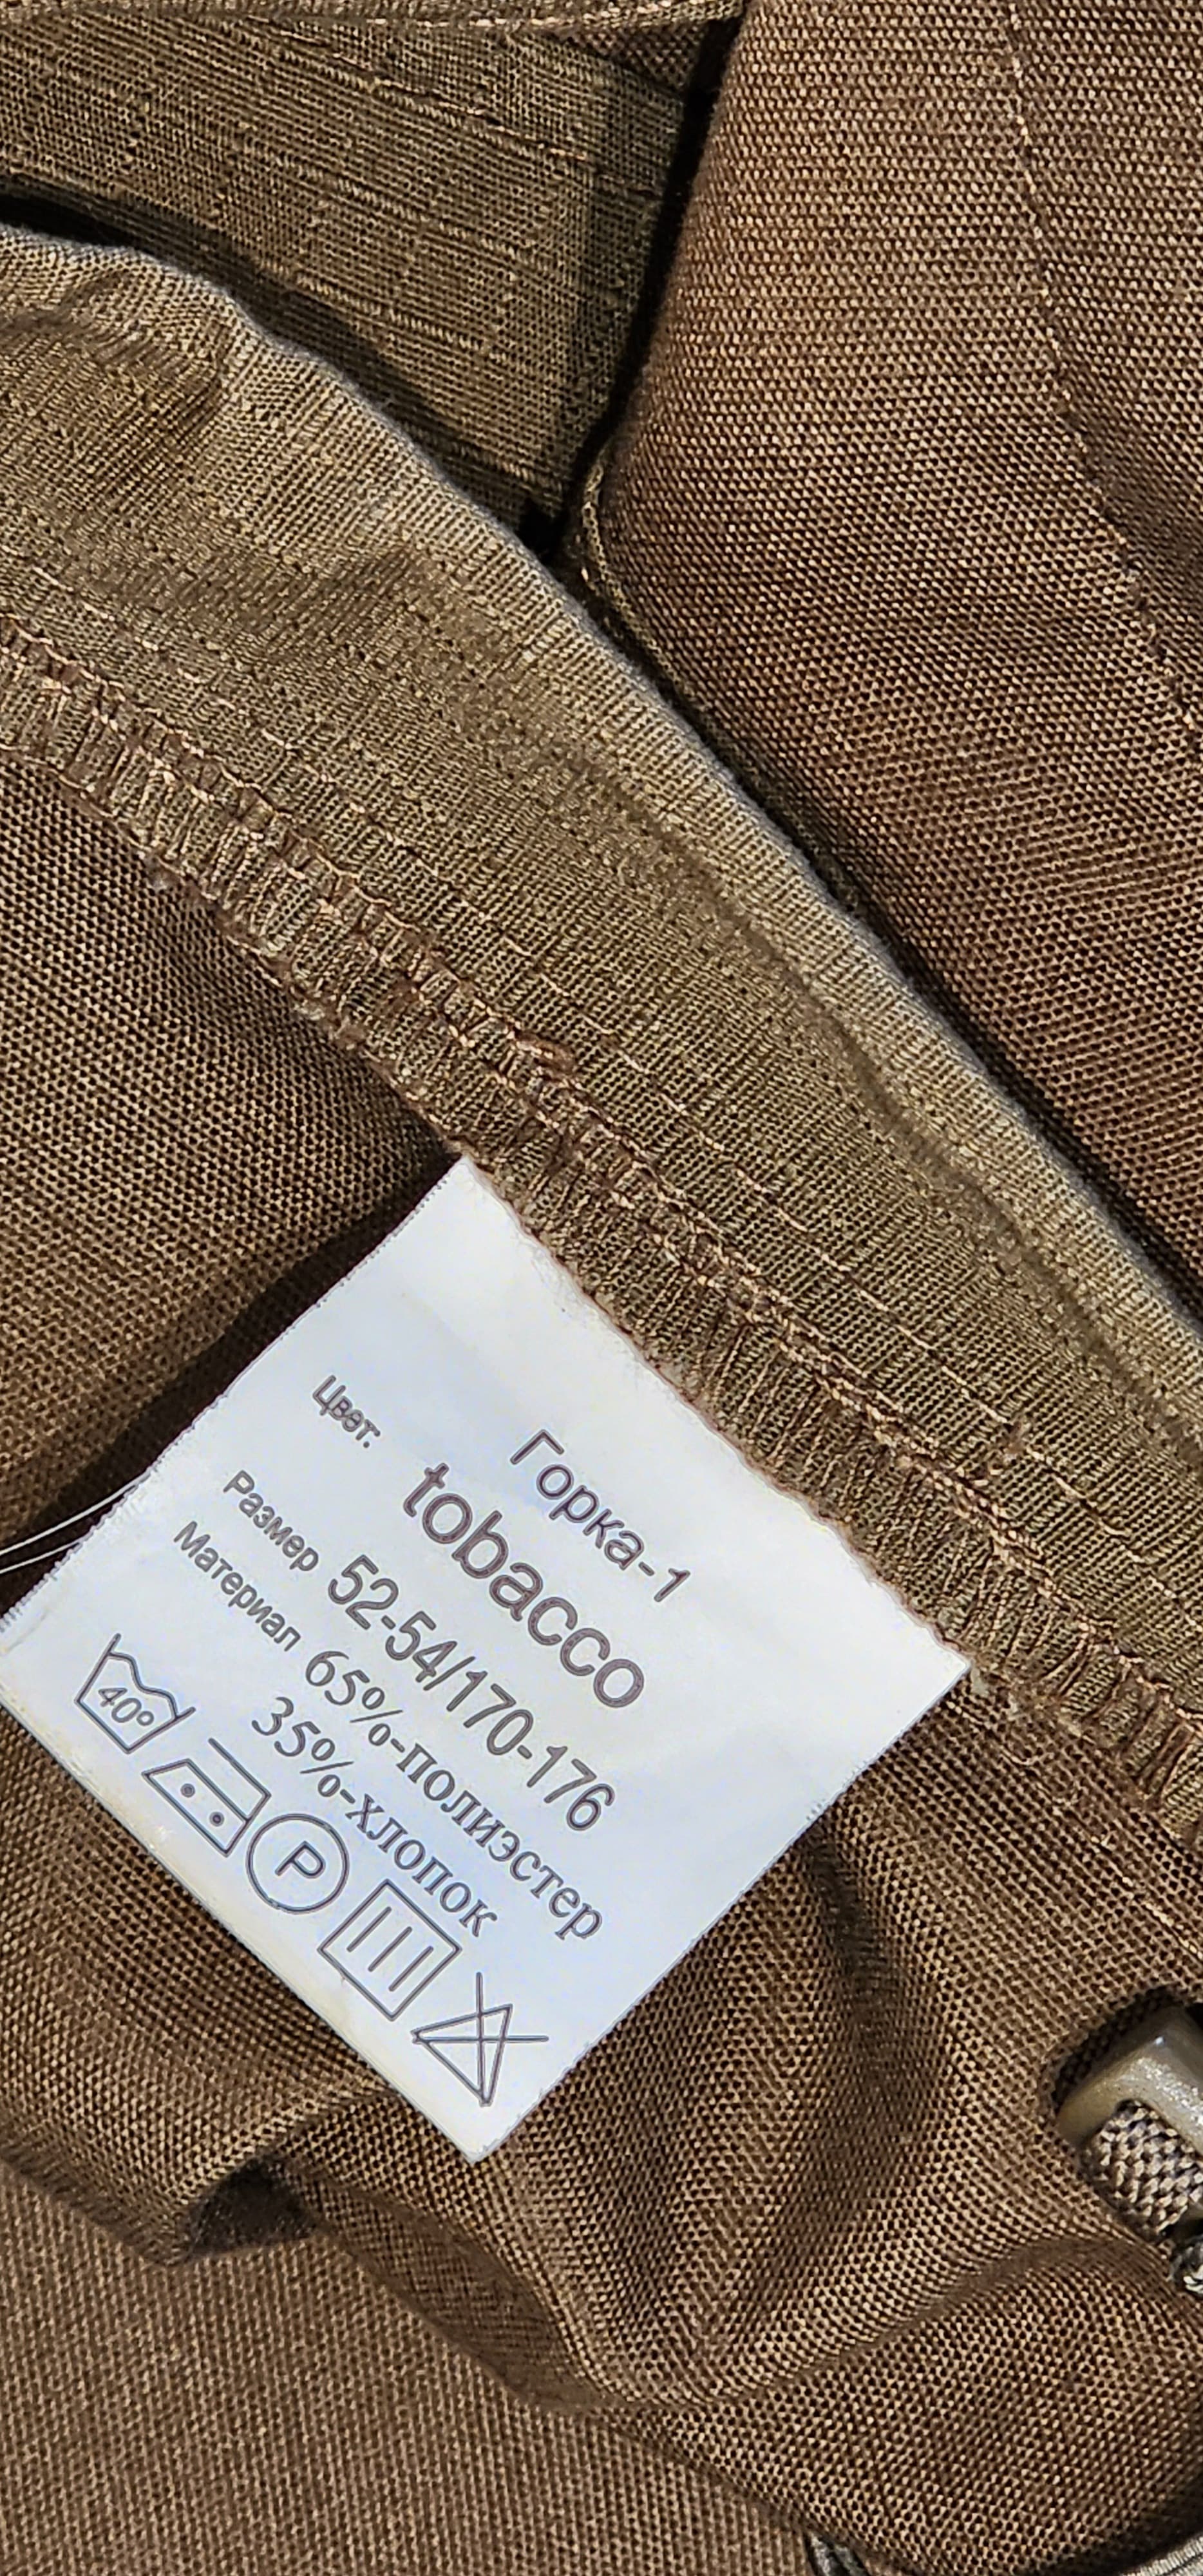 Горка-1
Цвет. tobacco
Размер 52-54/170-176
Материал 65%-полиэстер
35%-хлопок
40° P